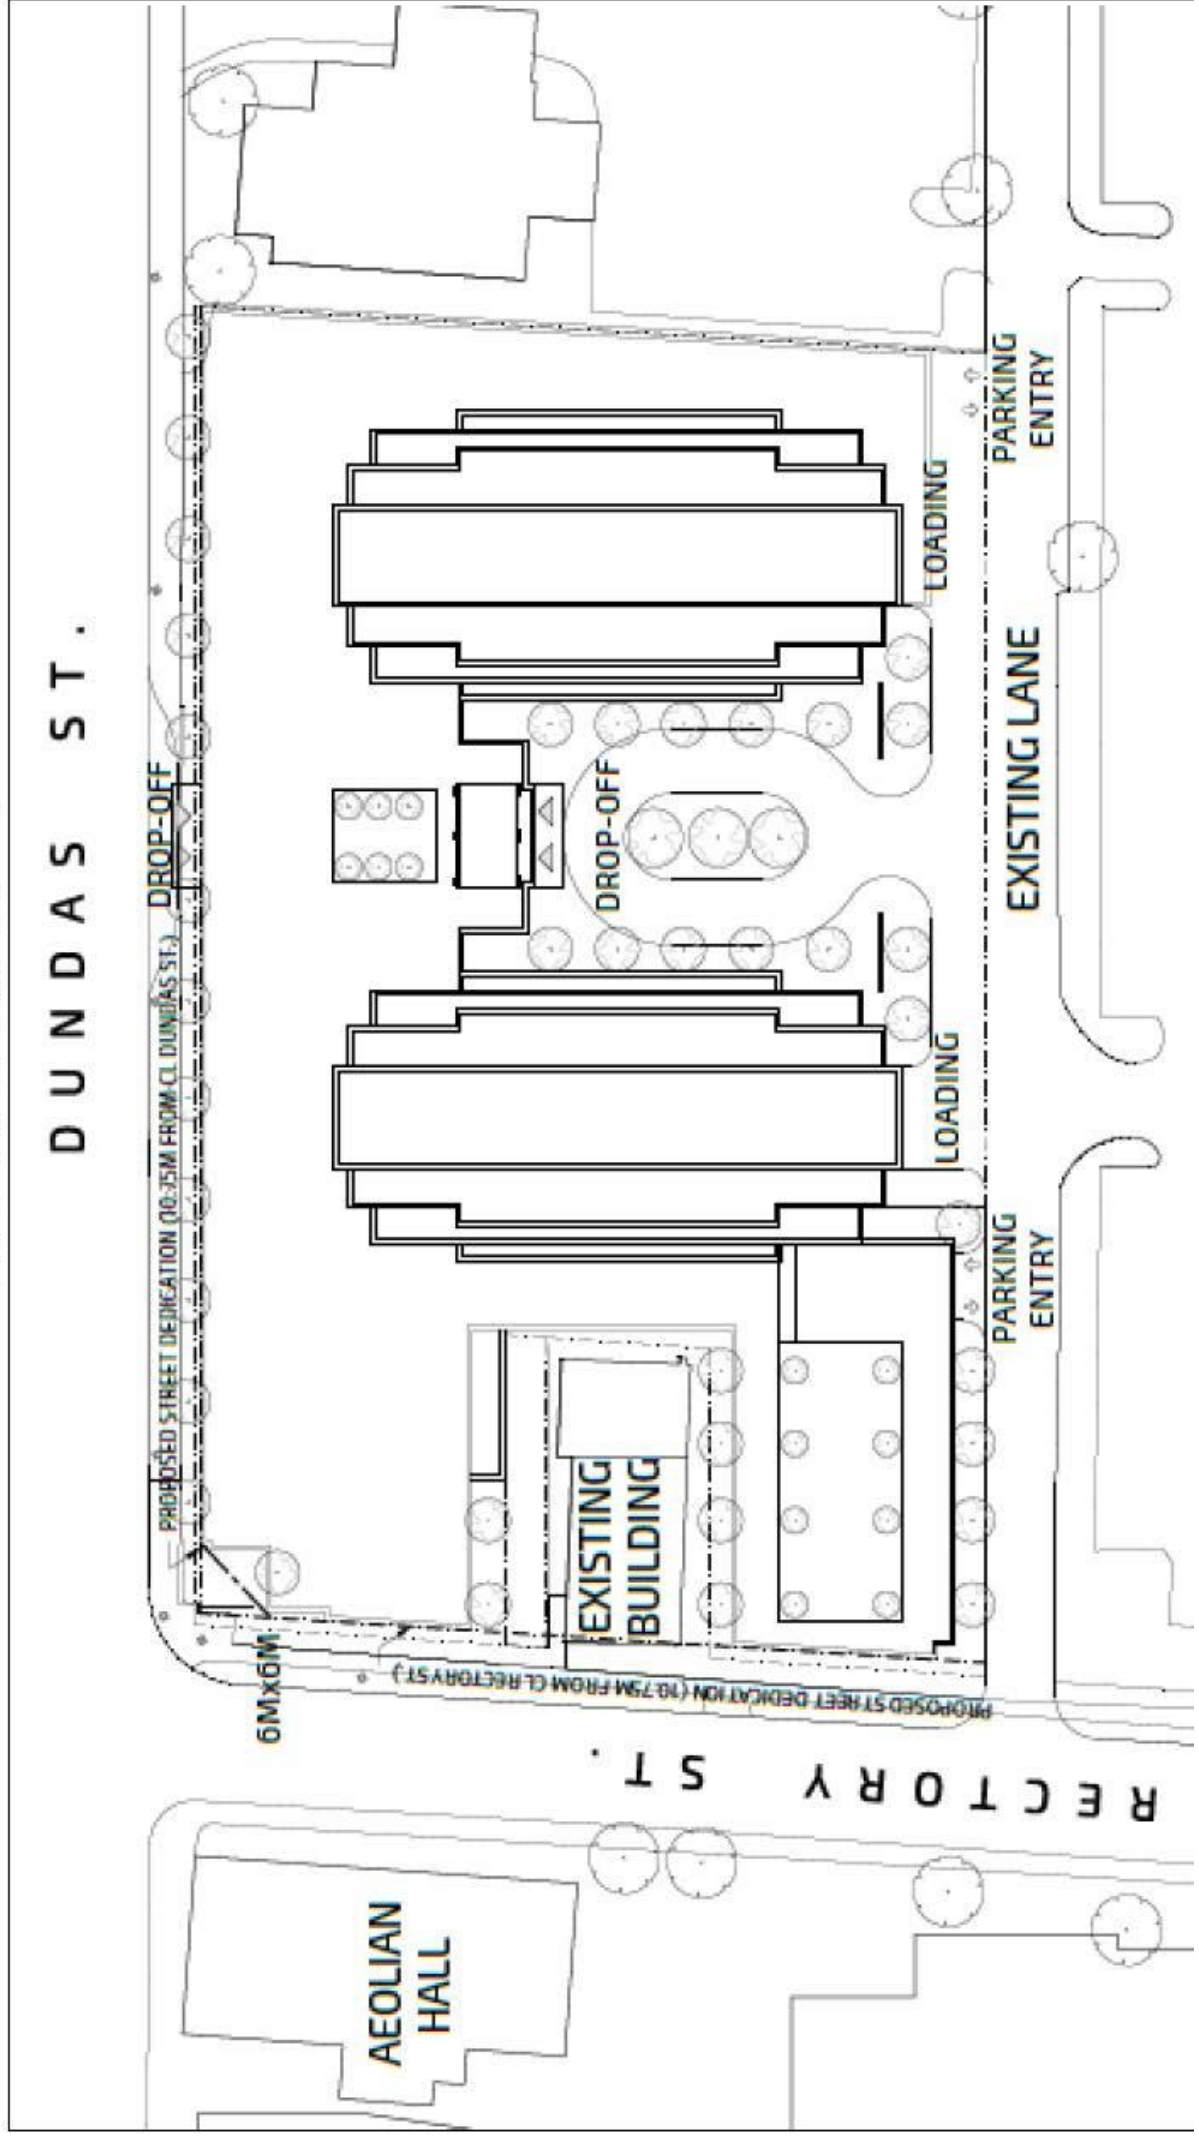 DUNDAS ST.
DROP-OFF
PROPOSED STREET DEDICATION (10.75M FROM CL DUNDAS ST.)
6Mx6M
AEOLIAN
HALL
EXISTING
BUILDING
DROP-OFF
PROPOSED STREET DEDICATION (10.75M FROM CL RECTORY ST.)
RECTORY ST.
LOADING
LOADING
PARKING
ENTRY
EXISTING LANE
PARKING
ENTRY